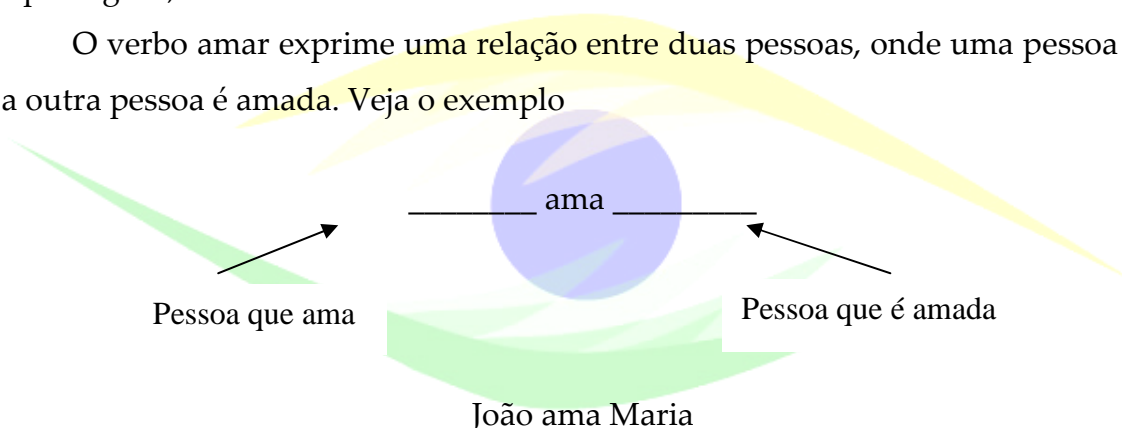 O verbo amar exprime uma relação entre duas pessoas, onde uma pessoa
a outra pessoa é amada. Veja o exemplo
________ ama _________
Pessoa que ama Pessoa que é amada
João ama Maria